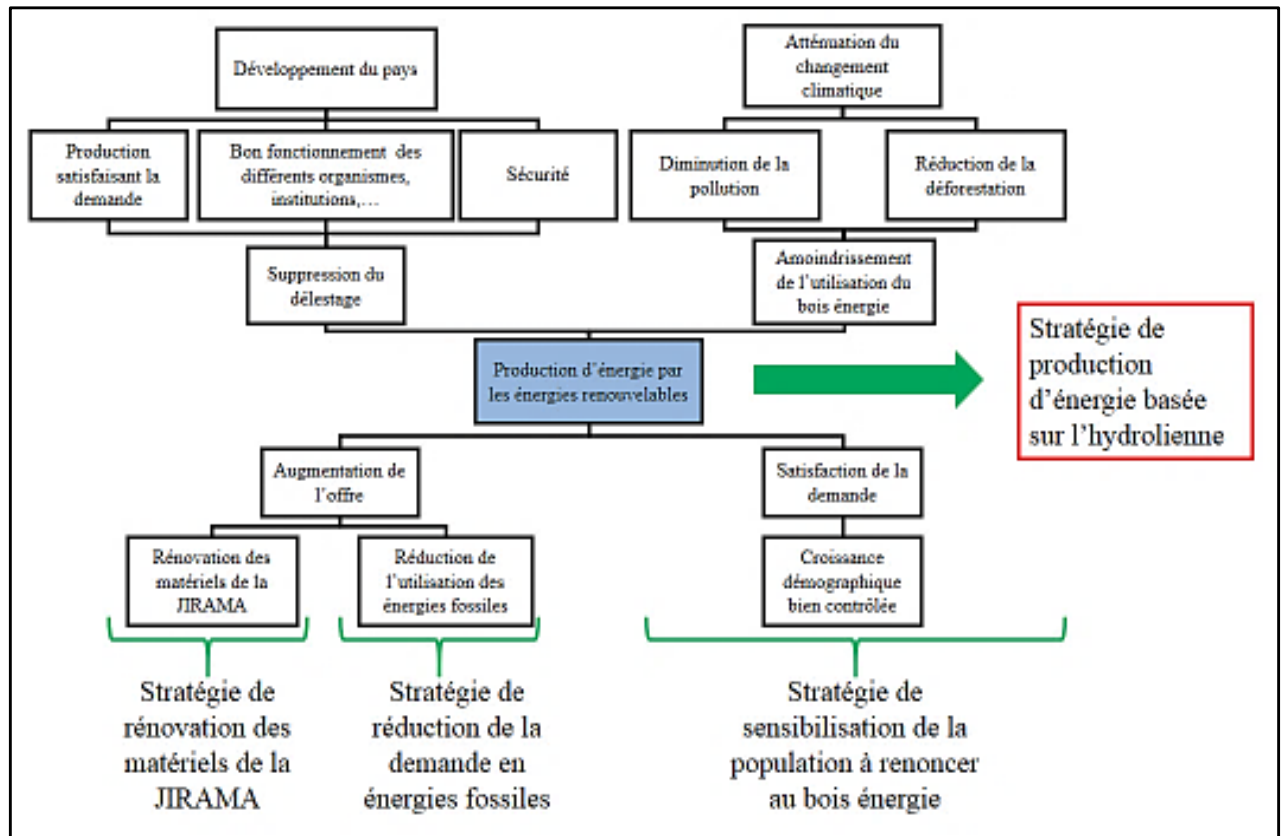 Développement du pays
Atténuation du
changement
climatique
Production
satisfaisant la
demande
Bon fonctionnement des
différents organismes,
institutions,...
Sécurité
Diminution de la
pollution
Réduction de la
déforestation
Suppression du
délestage
Amoindrissement
de l'utilisation du
bois énergie
Production d'énergie par
les énergies renouvelables
Stratégie de
production
d'énergie basée
sur l'hydrolienne
Augmentation de
l'offre
Satisfaction de la
demande
Rénovation des
matériels de la
JIRAMA
Réduction de
l'utilisation des
énergies fossiles
Croissance
démographique
bien contrôlée
Stratégie de
rénovation des
matériels de la
JIRAMA
Stratégie de
réduction de la
demande en
énergies fossiles
Stratégie de
sensibilisation de la
population à renoncer
au bois énergie